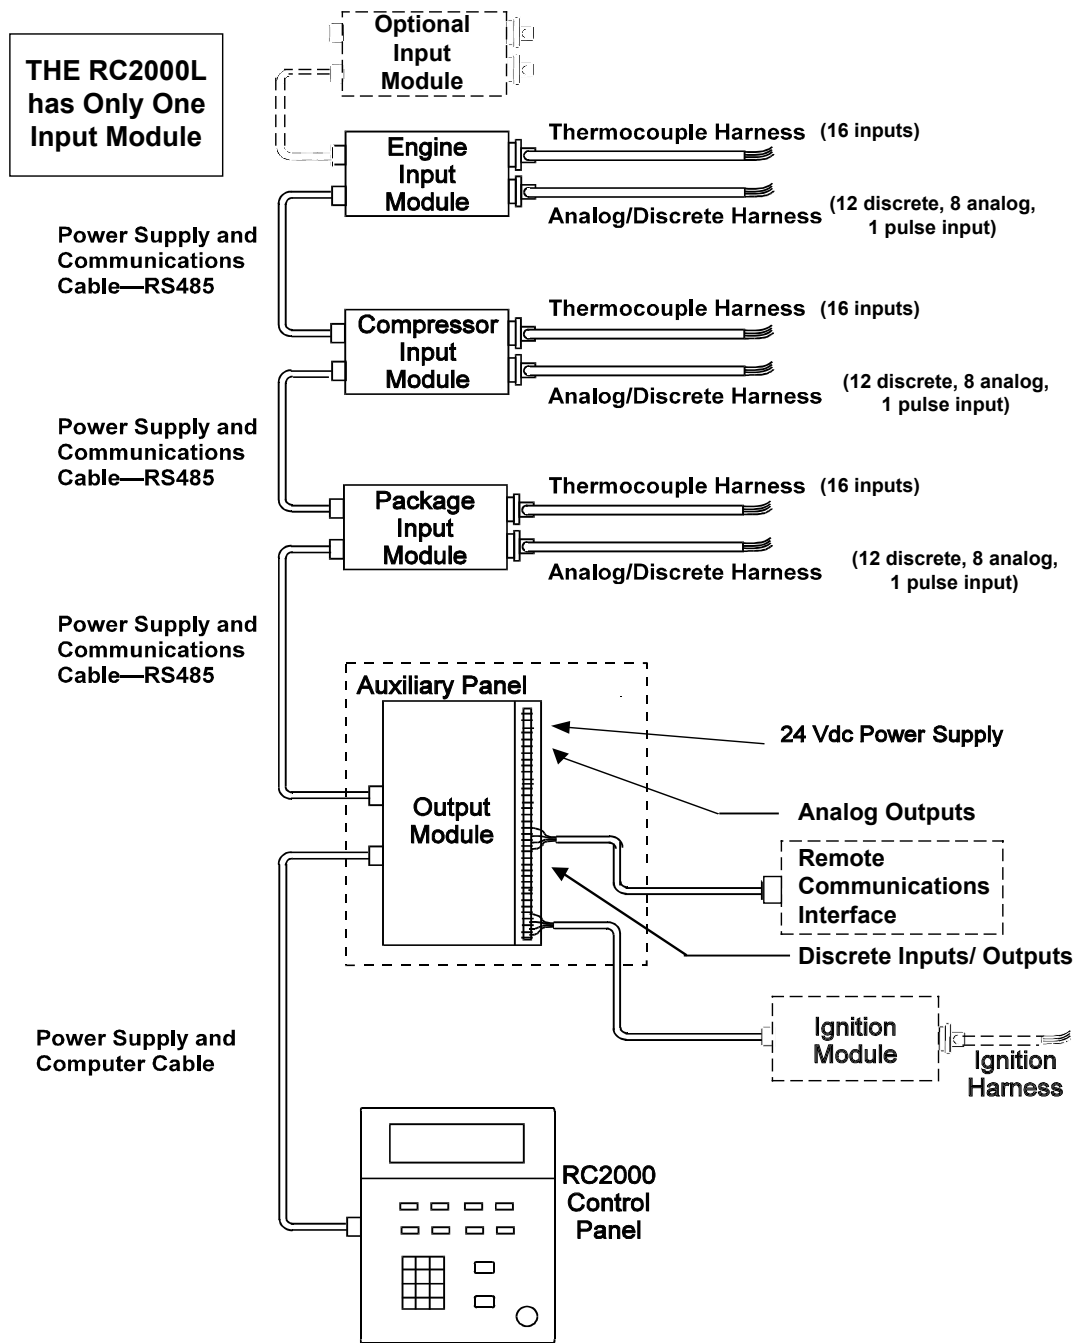 THE RC2000L
has Only One
Input Module
Optional
Input
Module
Engine
Input
Module
Thermocouple Harness (16 inputs)
Analog/Discrete Harness
(12 discrete, 8 analog,
1 pulse input)
Power Supply and
Communications
Cable—RS485
Compressor
Input
Module
Thermocouple Harness (16 inputs)
Analog/Discrete Harness
(12 discrete, 8 analog,
1 pulse input)
Power Supply and
Communications
Cable—RS485
Package
Input
Module
Thermocouple Harness (16 inputs)
Analog/Discrete Harness
(12 discrete, 8 analog,
1 pulse input)
Power Supply and
Communications
Cable—RS485
Auxiliary Panel
Output
Module
24 Vdc Power Supply
Analog Outputs
Remote
Communications
Interface
Discrete Inputs/ Outputs
Ignition
Module
Ignition
Harness
Power Supply and
Computer Cable
RC2000
Control
Panel